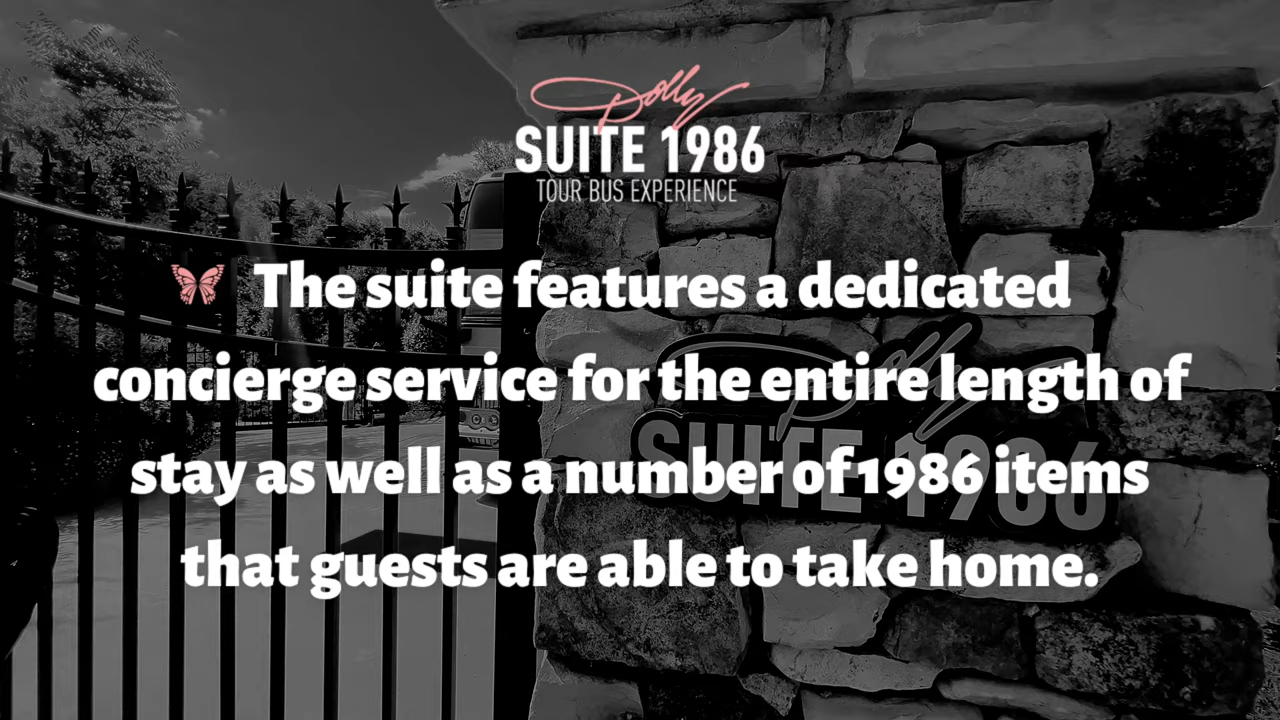 Dolly
SUITE 1986
TOUR BUS EXPERIENCE
The suite features a dedicated
concierge service for the entire length of
stay as well as a number of 1986 items
that guests are able to take home.
Dolly
SUITE 1986